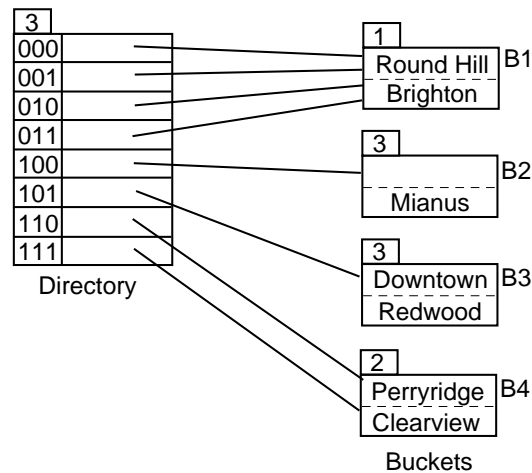 3
000
001
010
011
100
101
110
111
Directory
1
Round Hill
Brighton
B1
3
Mianus
B2
3
Downtown
Redwood
B3
2
Perryridge
Clearview
B4
Buckets